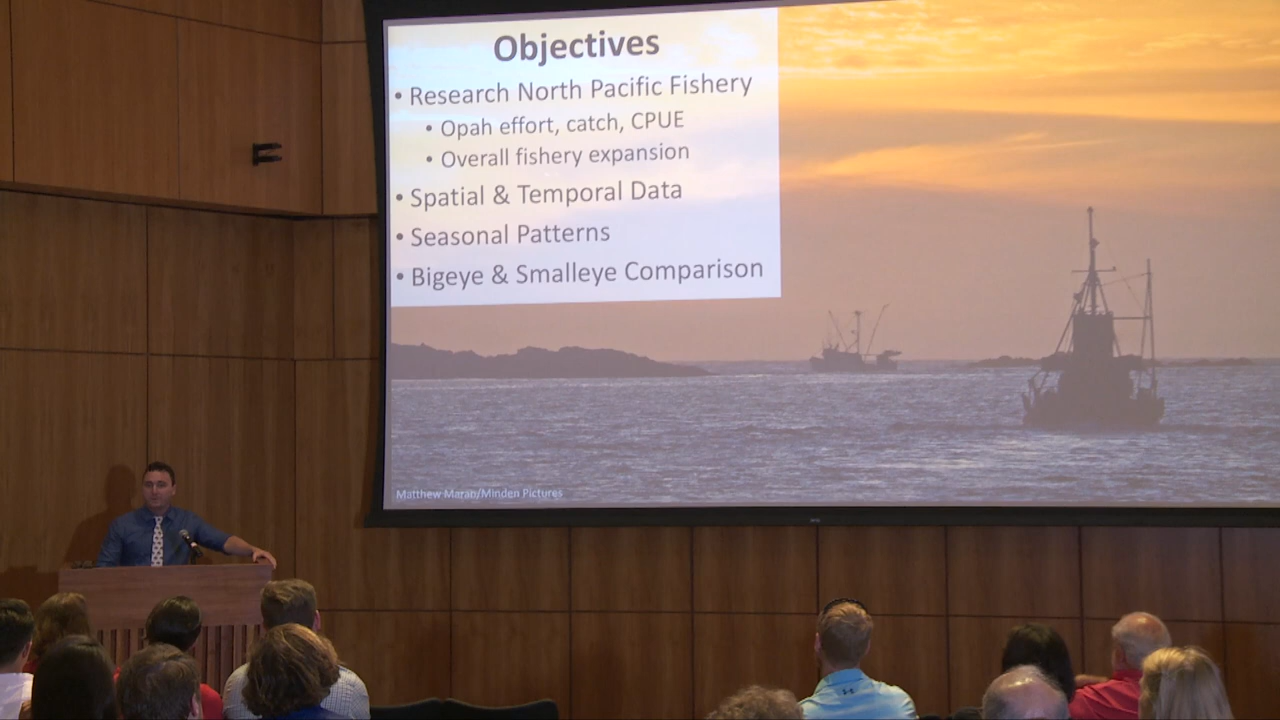 Objectives
• Research North Pacific Fishery
• Opah effort, catch, CPUE
• Overall fishery expansion
• Spatial & Temporal Data
• Seasonal Patterns
• Bigeye & Smalleye Comparison
Matthew Maran/Minden Pictures